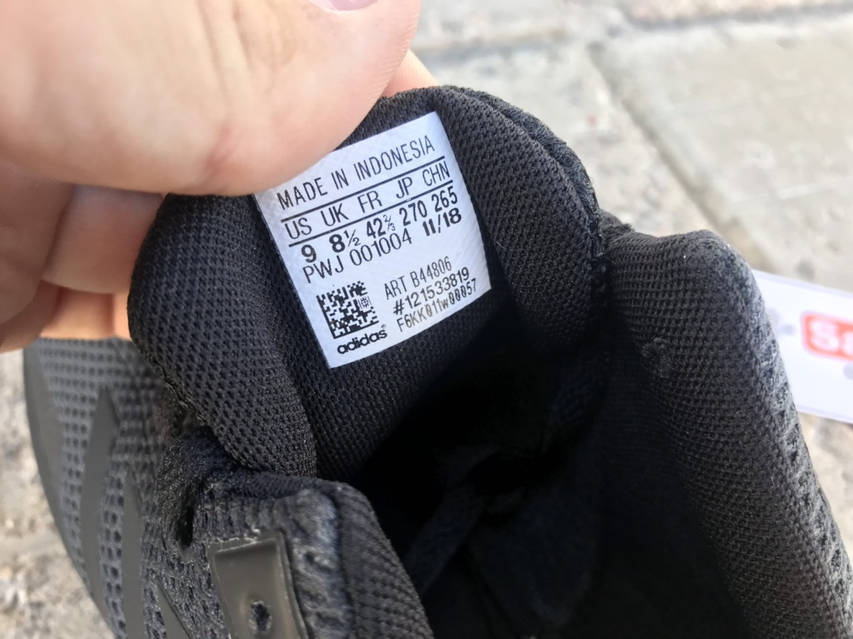 MADE IN INDONESIA
US UK FR JP CHN
9 8½ 42⅔ 270 265
PWJ 001004 11/18
ART B44806
#121533819
F6KK011W00057
adidas